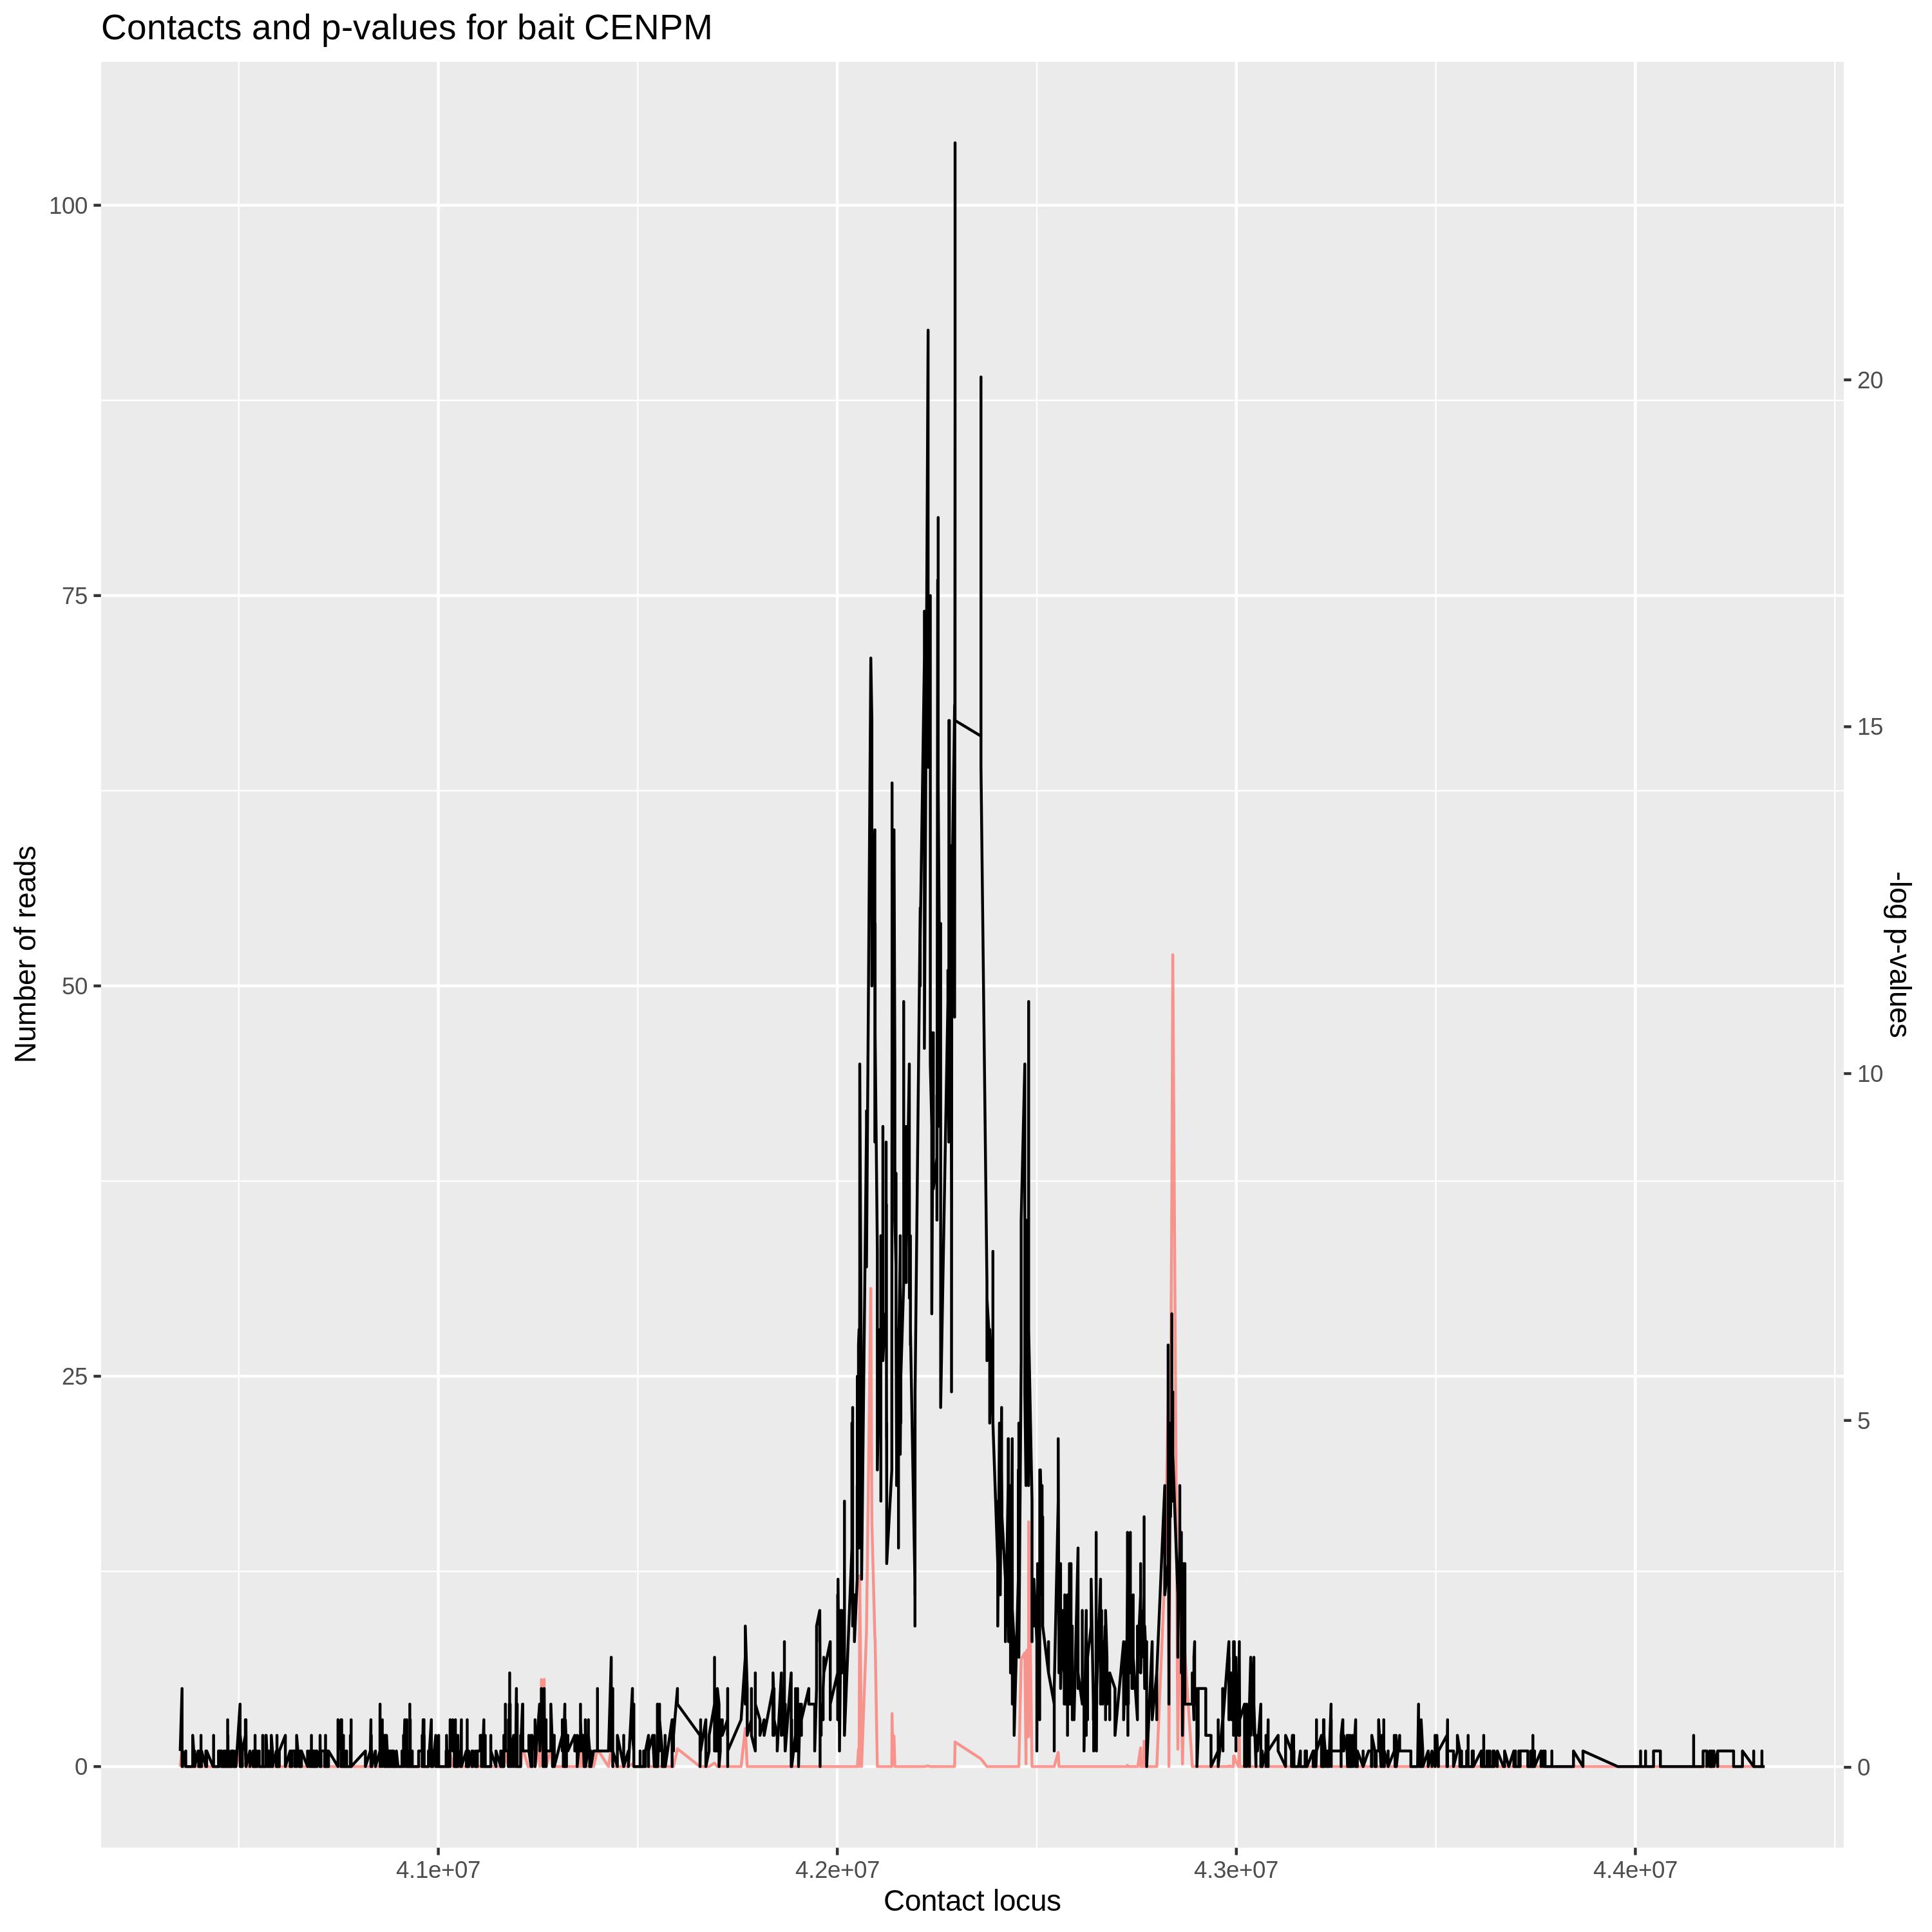 Contacts and p-values for bait CENPM
Number of reads
100
75
50
25
0
20
15
10
5
0
-log p-values
4.1e+07
4.2e+07
4.3e+07
4.4e+07
Contact locus